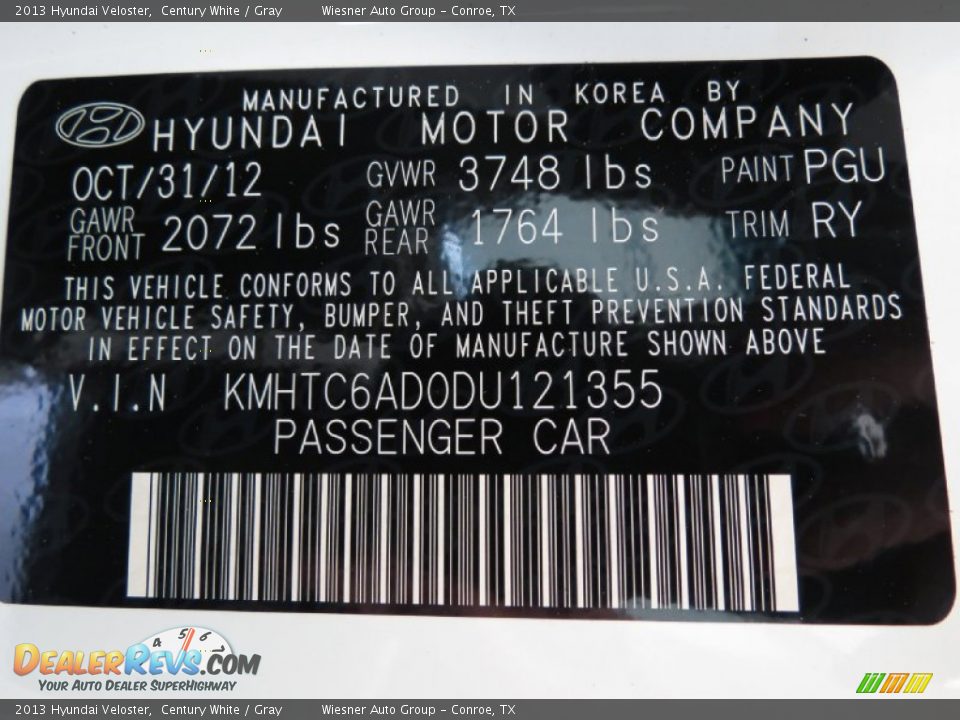 2013 Hyundai Veloster, Century White / Gray Wiesner Auto Group - Conroe, TX
MANUFACTURED IN KOREA BY
HYUNDAI MOTOR COMPANY
OCT/31/12 GVWR 3748 lbs PAINT PGU
GAWR FRONT 2072 lbs GAWR REAR 1764 lbs TRIM RY
THIS VEHICLE CONFORMS TO ALL APPLICABLE U.S.A. FEDERAL
MOTOR VEHICLE SAFETY, BUMPER, AND THEFT PREVENTION STANDARDS
IN EFFECT ON THE DATE OF MANUFACTURE SHOWN ABOVE
V.I.N KMHTC6AD0DU121355
PASSENGER CAR
4 5 6
DEALERREVS.COM
YOUR AUTO DEALER SUPERHIGHWAY
2013 Hyundai Veloster, Century White / Gray Wiesner Auto Group - Conroe, TX